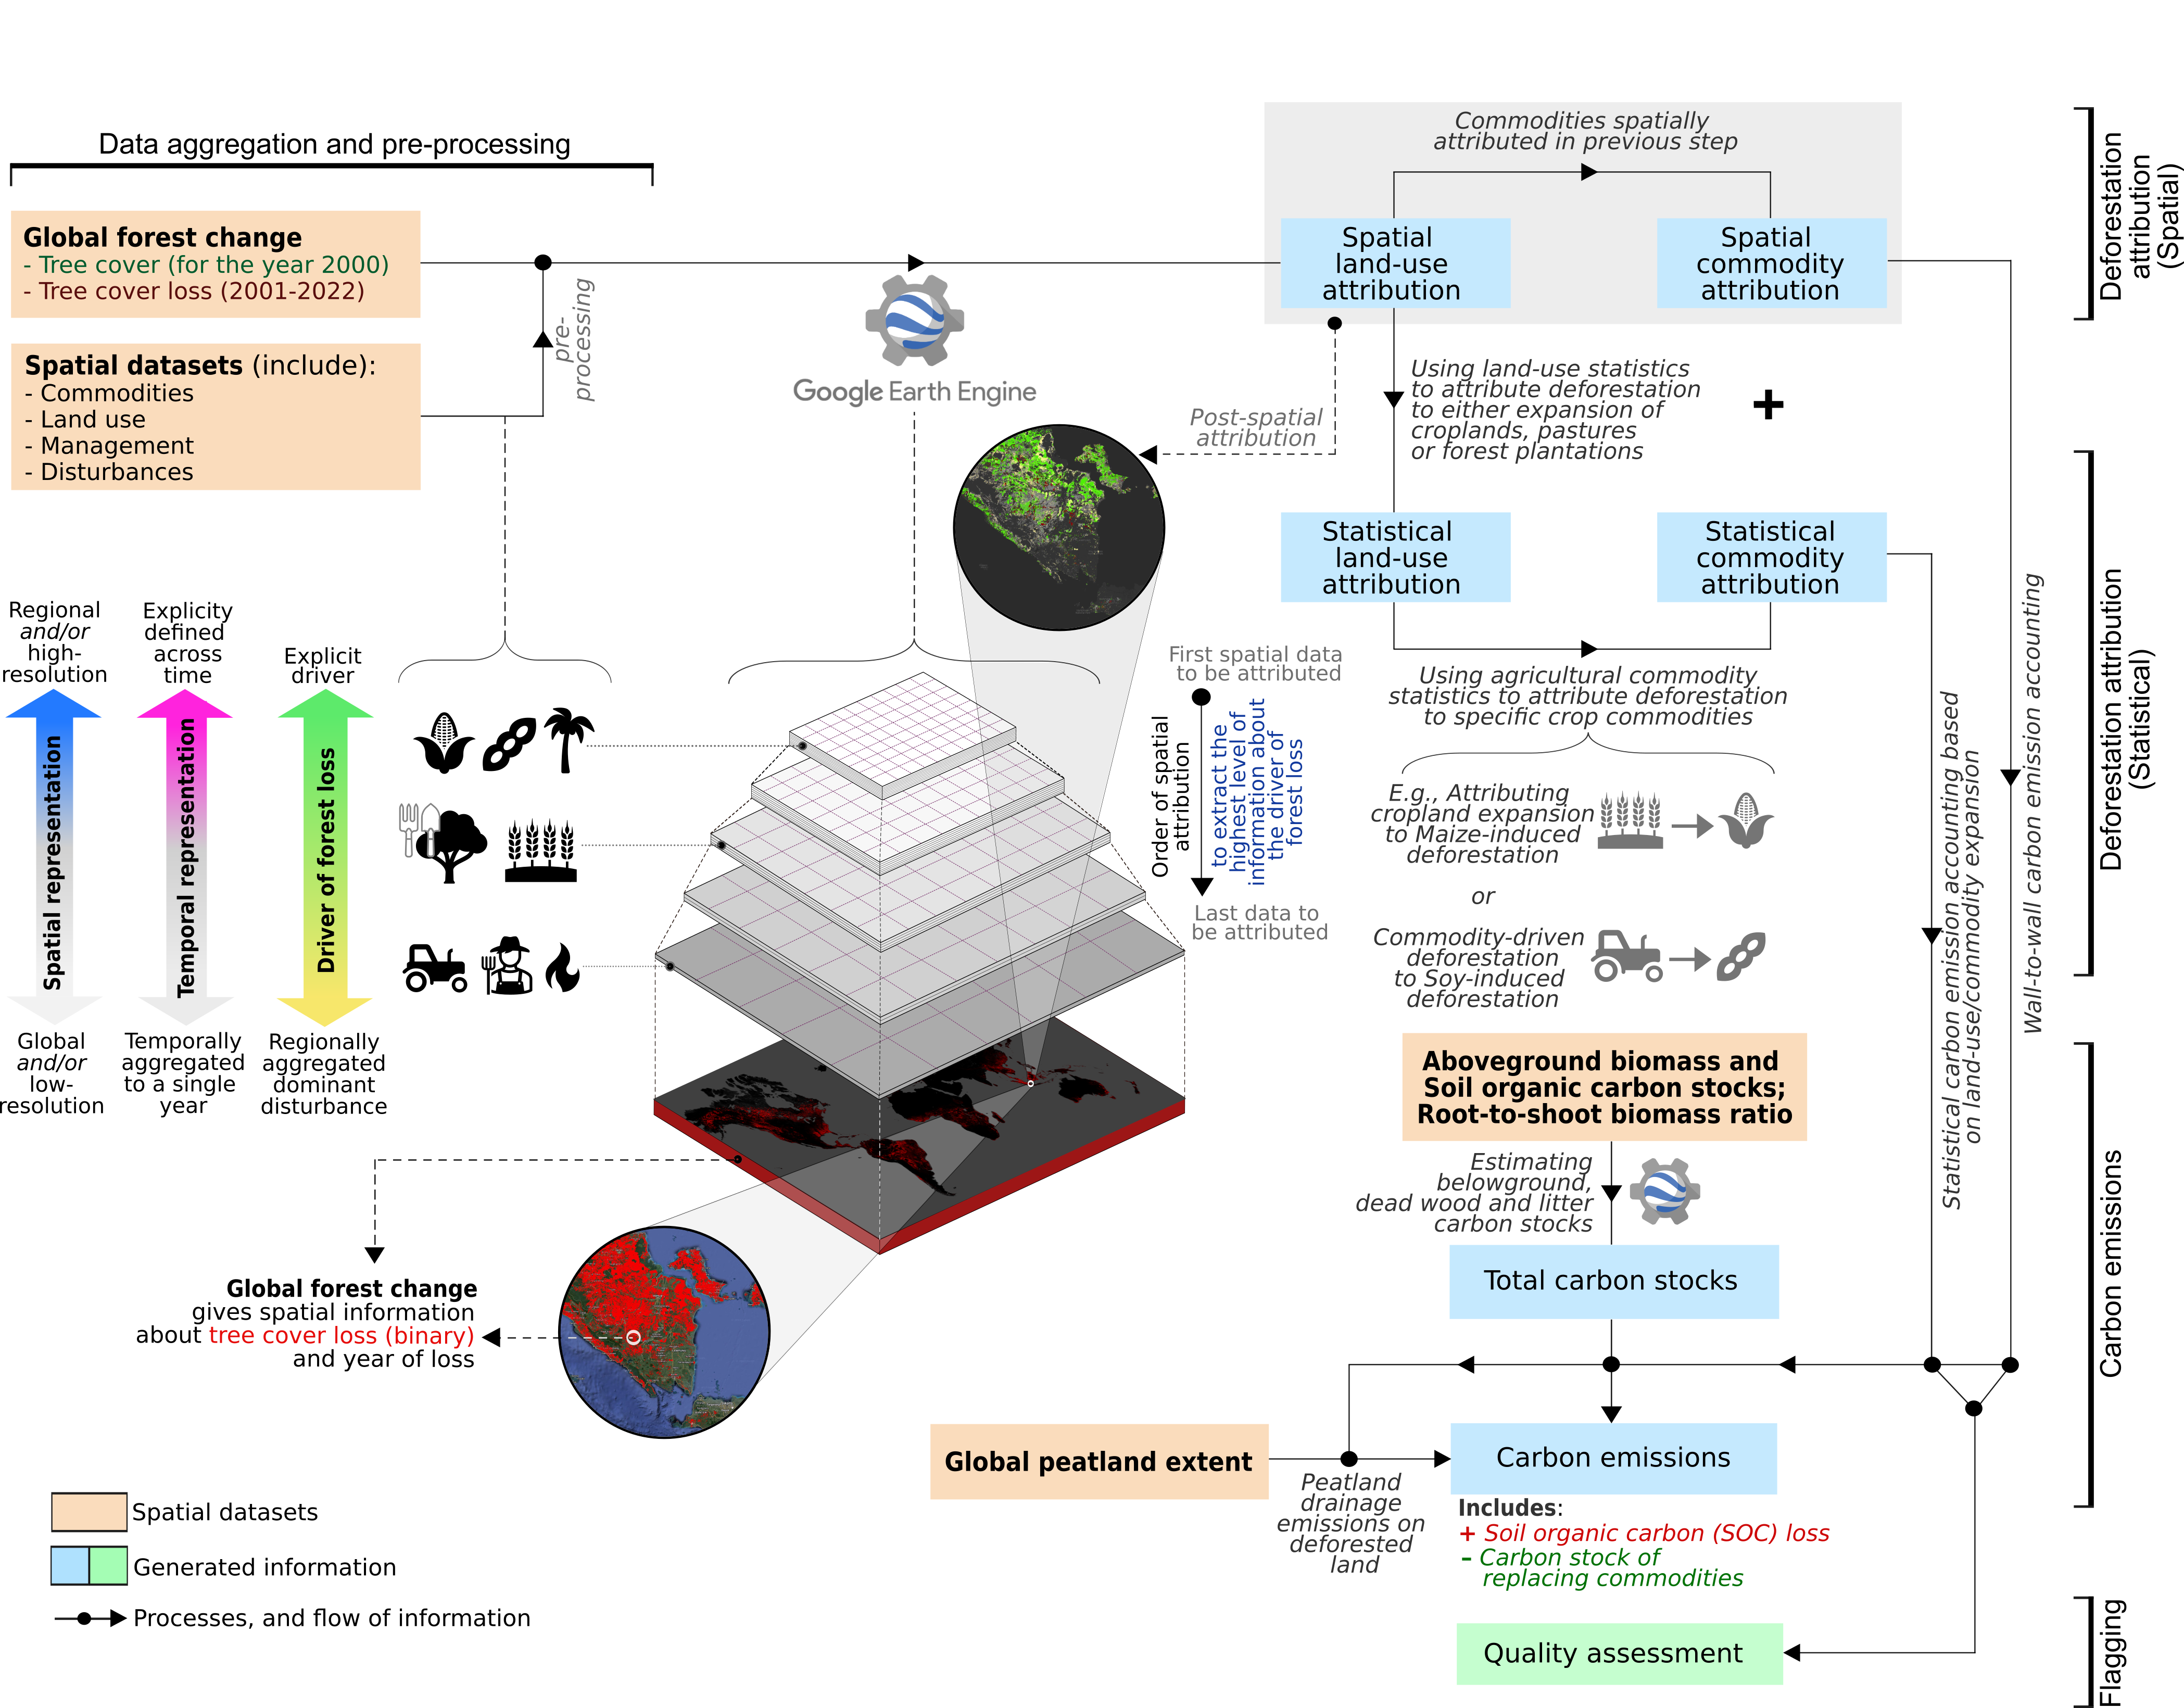 Data aggregation and pre-processing
Global forest change
- Tree cover (for the year 2000)
- Tree cover loss (2001-2022)
Spatial datasets (include):
- Commodities
- Land use
- Management
- Disturbances
pre-
processing
Google Earth Engine
Commodities spatially
attributed in previous step
Spatial
land-use
attribution
Spatial
commodity
attribution
Deforestation
attribution
(Spatial)
Post-spatial
attribution
Using land-use statistics
to attribute deforestation
to either expansion of
croplands, pastures
or forest plantations
+
Statistical
land-use
attribution
Statistical
commodity
attribution
Deforestation attribution
(Statistical)
Using agricultural commodity
statistics to attribute deforestation
to specific crop commodities
E.g., Attributing
cropland expansion
to Maize-induced
deforestation
or
Commodity-driven
deforestation
to Soy-induced
deforestation
Statistical carbon emission accounting based
on land-use/commodity expansion
Wall-to-wall carbon emission accounting
Regional
and/or
high-
resolution
Spatial representation
Global
and/or
low-
resolution
Explicity
defined
across
time
Temporal representation
Temporally
aggregated
to a single
year
Explicit
driver
Driver of forest loss
Regionally
aggregated
dominant
disturbance
First spatial data
to be attributed
Order of spatial
attribution
to extract the
highest level of
information about
the driver of
forest loss
Last data to
be attributed
Global forest change
gives spatial information
about tree cover loss (binary)
and year of loss
Aboveground biomass and
Soil organic carbon stocks;
Root-to-shoot biomass ratio
Estimating
belowground,
dead wood and litter
carbon stocks
Total carbon stocks
Carbon emissions
Global peatland extent
Peatland
drainage
emissions on
deforested
land
Carbon emissions
Includes:
+ Soil organic carbon (SOC) loss
- Carbon stock of
replacing commodities
Quality assessment
Flagging
Spatial datasets
Generated information
Processes, and flow of information